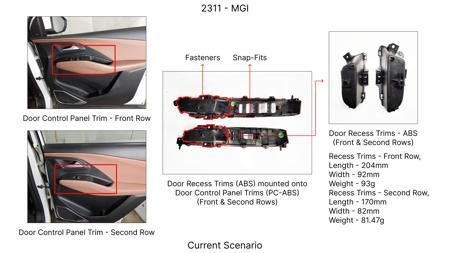 2311 - MGI
Fasteners
Snap-Fits
Door Control Panel Trim - Front Row
Door Control Panel Trim - Second Row
Door Recess Trims (ABS) mounted onto
Door Control Panel Trims (PC-ABS)
(Front & Second Rows)
Door Recess Trims - ABS
(Front & Second Rows)
Recess Trims - Front Row,
Length - 204mm
Width - 92mm
Weight - 93g
Recess Trims - Second Row,
Length - 170mm
Width - 82mm
Weight - 81.47g
Current Scenario